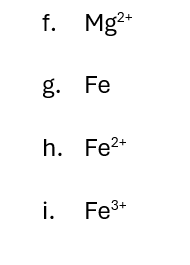 f. Mg²⁺
g. Fe
h. Fe²⁺
i. Fe³⁺